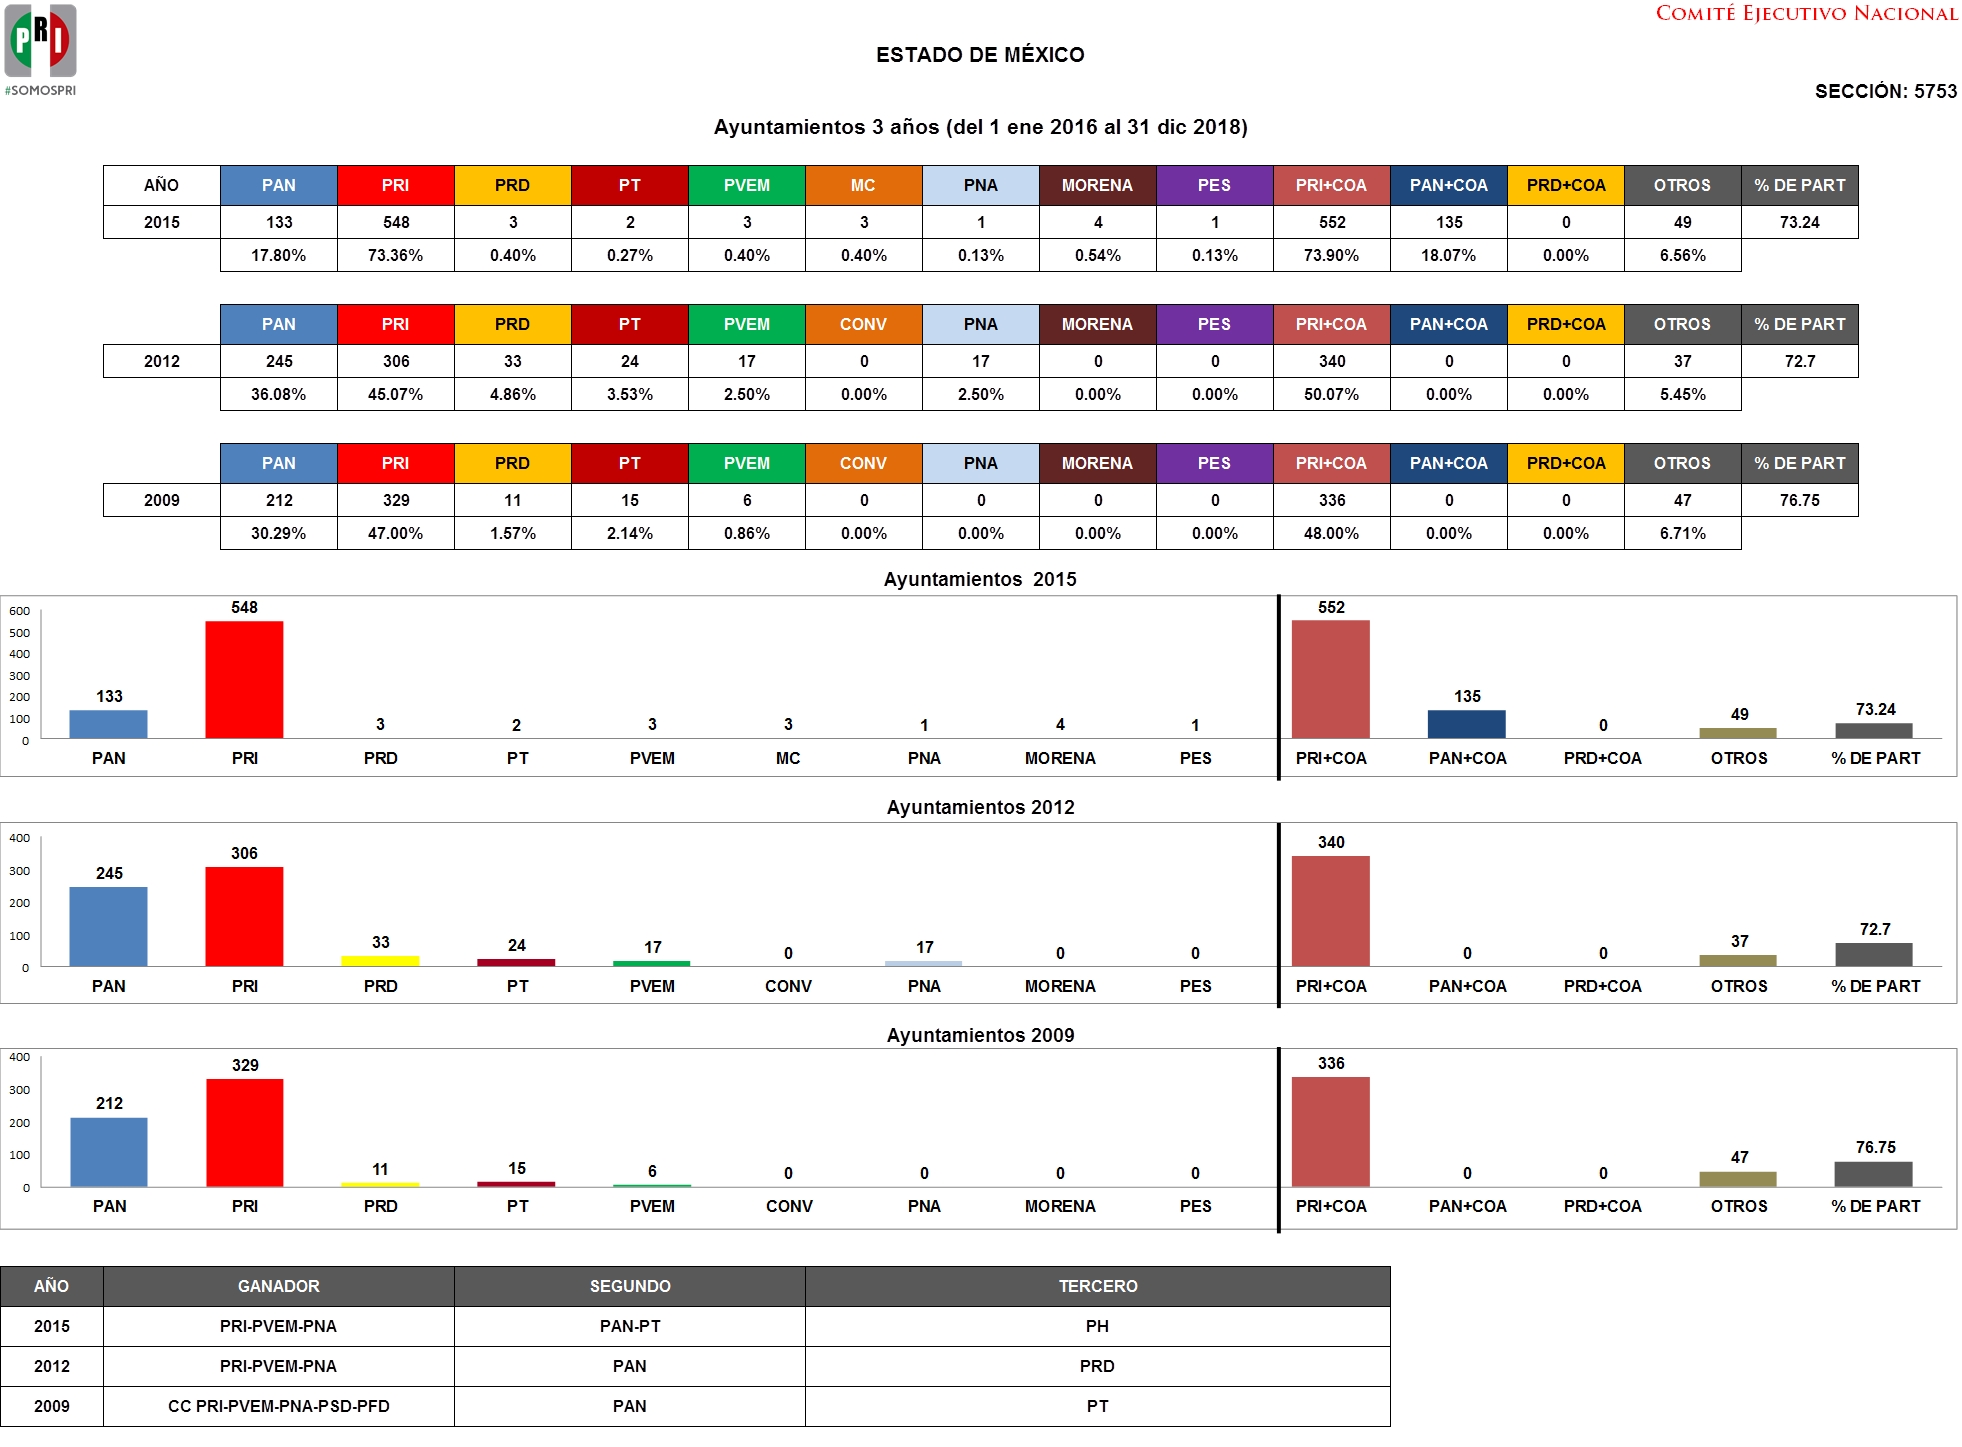 PRI
#SOMOSPRI
COMITÉ EJECUTIVO NACIONAL
ESTADO DE MÉXICO
SECCIÓN: 5753
Ayuntamientos 3 años (del 1 ene 2016 al 31 dic 2018)
AÑO PAN PRI PRD PT PVEM MC PNA MORENA PES PRI+COA PAN+COA PRD+COA OTROS % DE PART
2015 133 548 3 2 3 3 1 4 1 552 135 0 49 73.24
17.80% 73.36% 0.40% 0.27% 0.40% 0.40% 0.13% 0.54% 0.13% 73.90% 18.07% 0.00% 6.56%
PAN PRI PRD PT PVEM CONV PNA MORENA PES PRI+COA PAN+COA PRD+COA OTROS % DE PART
2012 245 306 33 24 17 0 17 0 0 340 0 0 37 72.7
36.08% 45.07% 4.86% 3.53% 2.50% 0.00% 2.50% 0.00% 0.00% 50.07% 0.00% 0.00% 5.45%
PAN PRI PRD PT PVEM CONV PNA MORENA PES PRI+COA PAN+COA PRD+COA OTROS % DE PART
2009 212 329 11 15 6 0 0 0 0 336 0 0 47 76.75
30.29% 47.00% 1.57% 2.14% 0.86% 0.00% 0.00% 0.00% 0.00% 48.00% 0.00% 0.00% 6.71%
Ayuntamientos 2015
600
500
400
300
200
100
0
133 548 3 2 3 3 1 4 1 552 135 0 49 73.24
PAN PRI PRD PT PVEM MC PNA MORENA PES PRI+COA PAN+COA PRD+COA OTROS % DE PART
Ayuntamientos 2012
400
300
200
100
0
245 306 33 24 17 0 17 0 0 340 0 0 37 72.7
PAN PRI PRD PT PVEM CONV PNA MORENA PES PRI+COA PAN+COA PRD+COA OTROS % DE PART
Ayuntamientos 2009
400
300
200
100
0
212 329 11 15 6 0 0 0 0 336 0 0 47 76.75
PAN PRI PRD PT PVEM CONV PNA MORENA PES PRI+COA PAN+COA PRD+COA OTROS % DE PART
AÑO GANADOR SEGUNDO TERCERO
2015 PRI-PVEM-PNA PAN-PT PH
2012 PRI-PVEM-PNA PAN PRD
2009 CC PRI-PVEM-PNA-PSD-PFD PAN PT